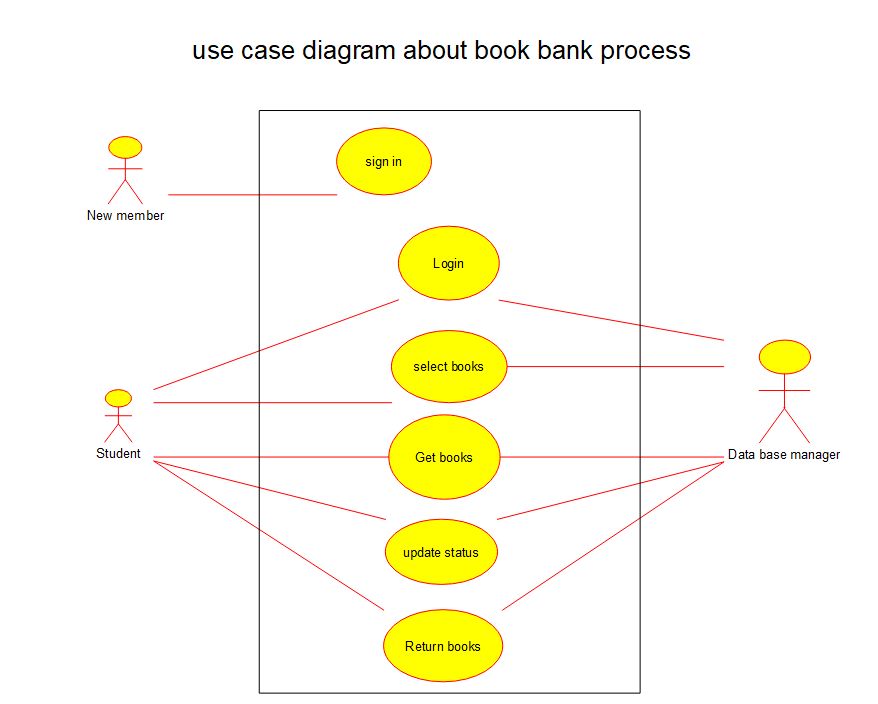 use case diagram about book bank process
sign in
New member
Login
select books
Student
Get books
Data base manager
update status
Return books